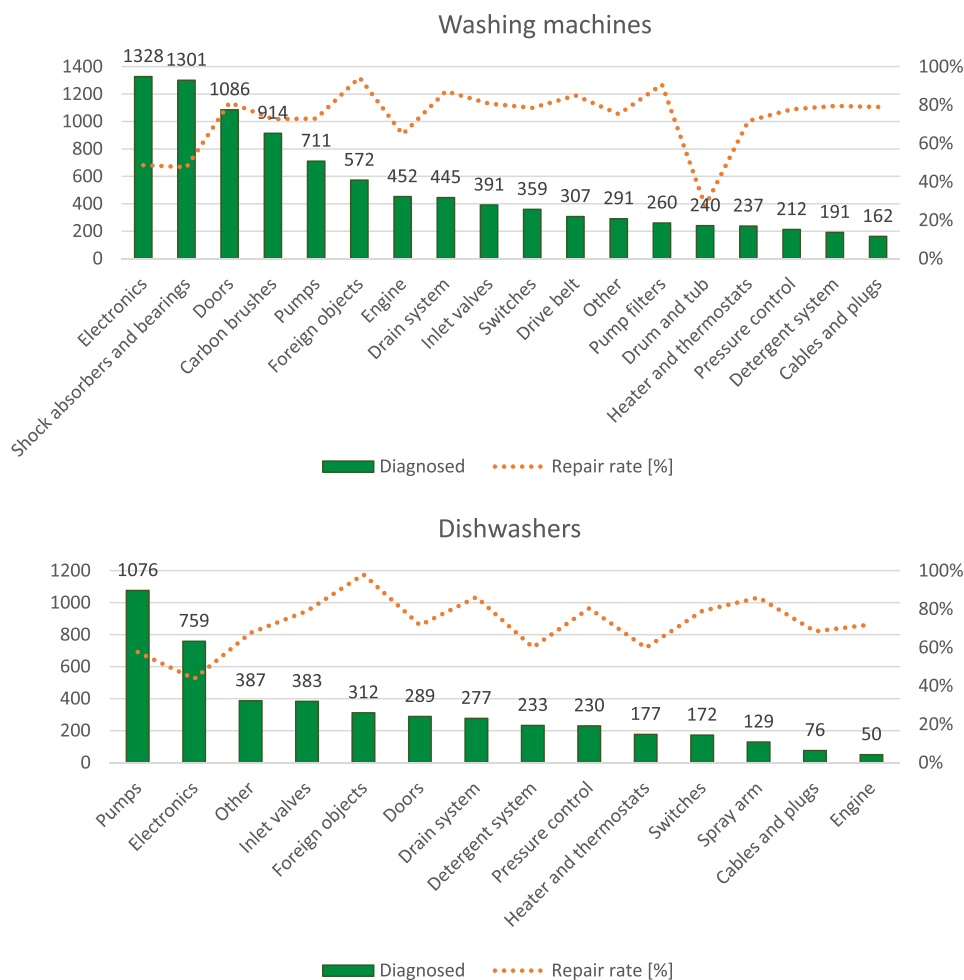 Washing machines
1328 1301 1086 914 711 572 452 445 391 359 307 291 260 240 237 212 191 162
1400 100%
1200 80%
1000
800 60%
600 40%
400
200 20%
0 0%
Electronics
Shock absorbers and bearings
Doors
Carbon brushes
Pumps
Foreign objects
Engine
Drain system
Inlet valves
Switches
Drive belt
Other
Pump filters
Drum and tub
Heater and thermostats
Pressure control
Detergent system
Cables and plugs
Diagnosed Repair rate [%]
Dishwashers
1076 759 387 383 312 289 277 233 230 177 172 129 76 50
1200 100%
1000 80%
800 60%
600
400 40%
200 20%
0 0%
Pumps
Electronics
Other
Inlet valves
Foreign objects
Doors
Drain system
Detergent system
Pressure control
Heater and thermostats
Switches
Spray arm
Cables and plugs
Engine
Diagnosed Repair rate [%]